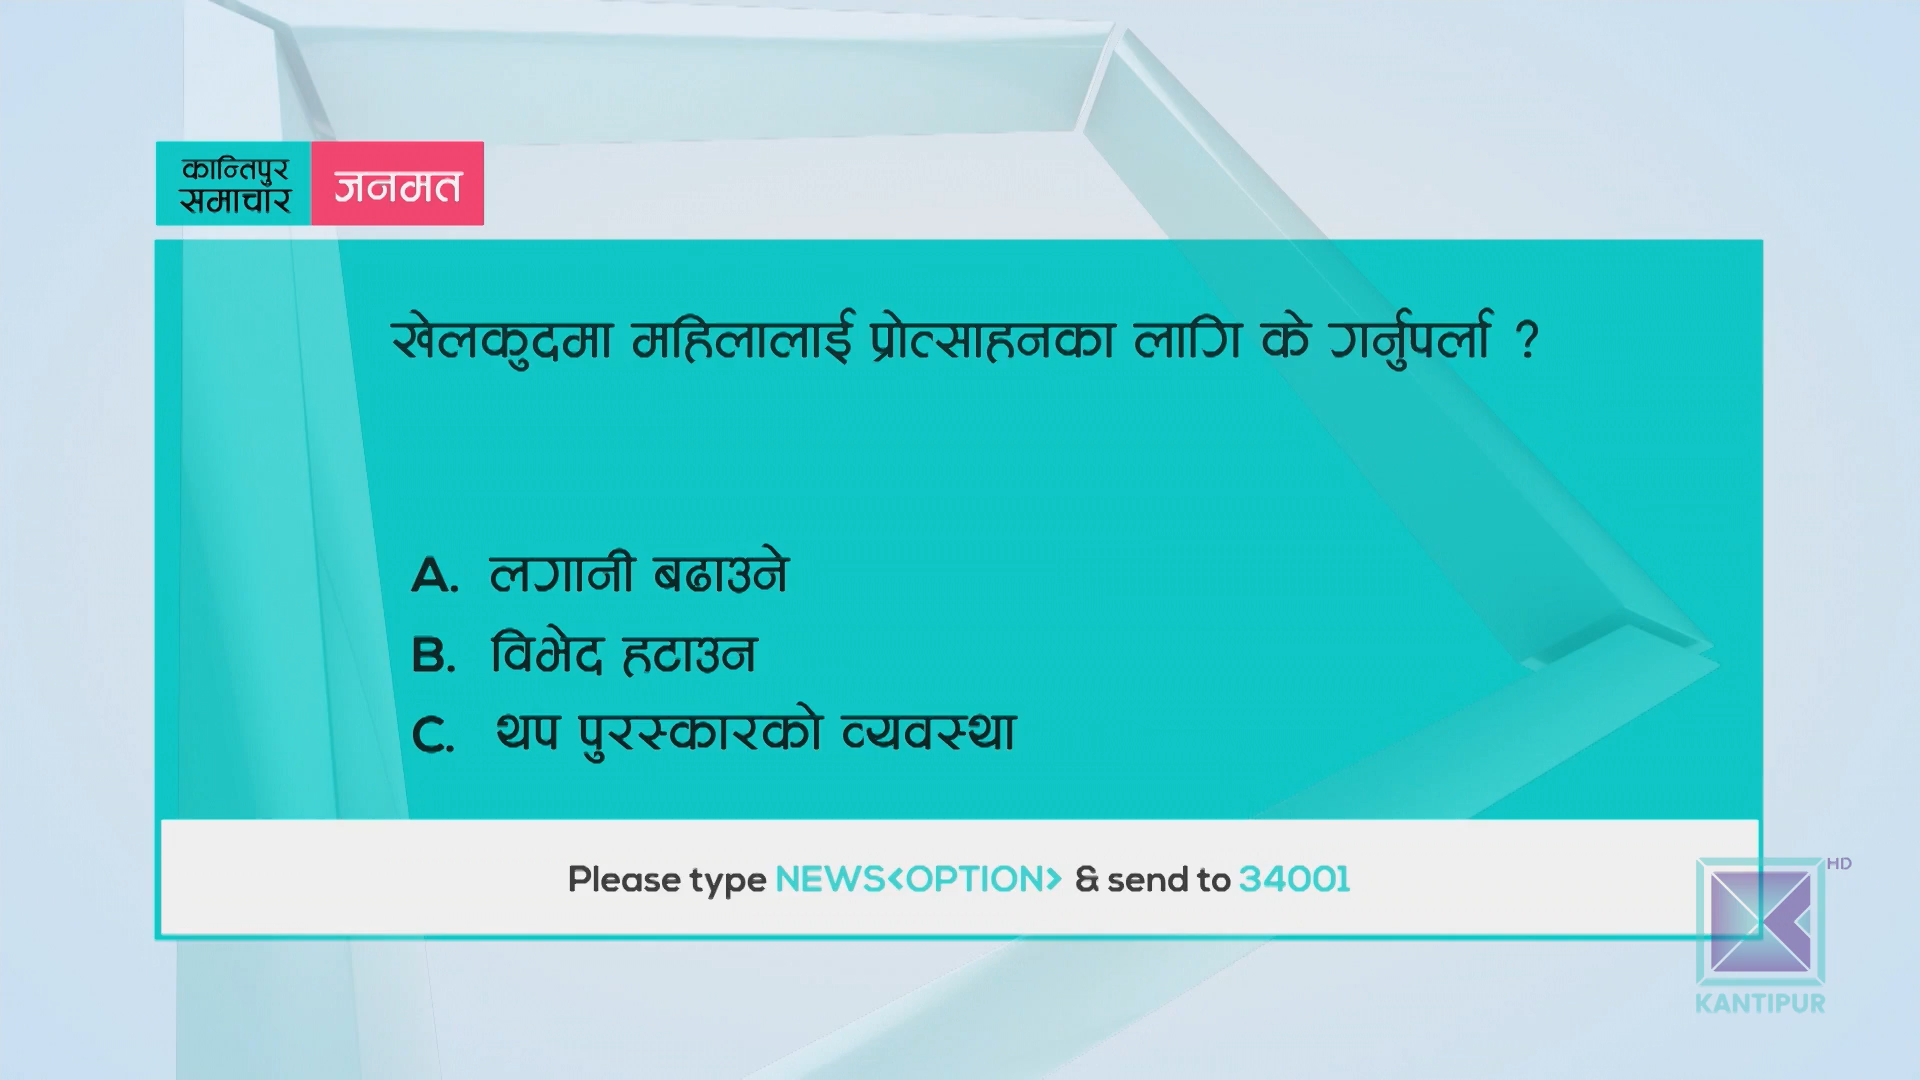 कान्तिपुर
समाचार
जनमत
खेलकुदमा महिलालाई प्रोत्साहनका लागि के गर्नुपर्ला ?
A. लगानी बढाउने
B. विभेद हटाउन
C. थप पुरस्कारको व्यवस्था
Please type NEWS<OPTION> & send to 34001
HD
KANTIPUR